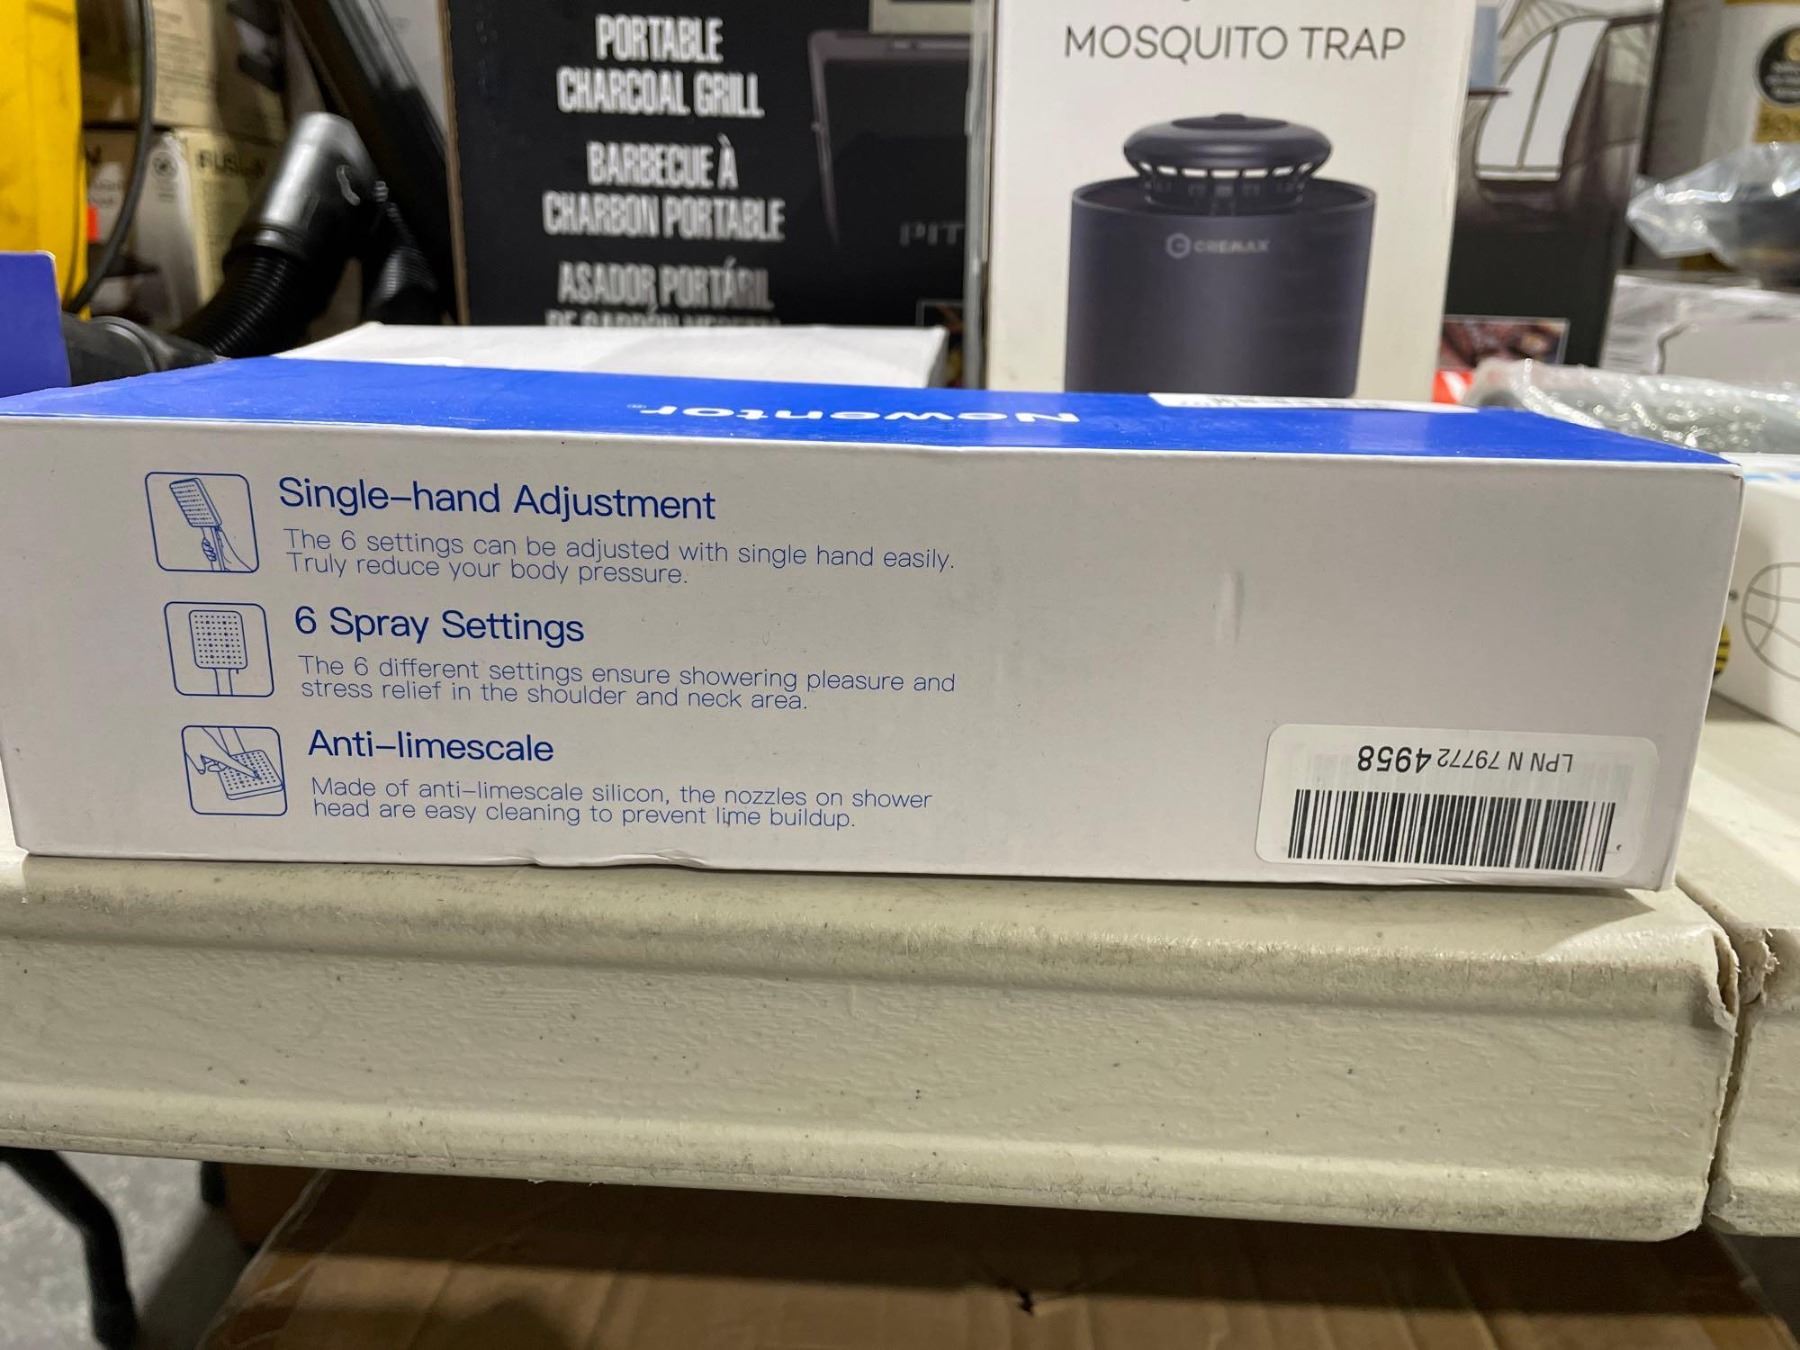 PORTABLE
CHARCOAL GRILL
BARBECUE À
CHARBON PORTABLE
ASADOR PORTÁTIL
PIT
MOSQUITO TRAP
CREMAX
Newentor®
Single-hand Adjustment
The 6 settings can be adjusted with single hand easily.
Truly reduce your body pressure.
6 Spray Settings
The 6 different settings ensure showering pleasure and
stress relief in the shoulder and neck area.
Anti-limescale
Made of anti-limescale silicon, the nozzles on shower
head are easy cleaning to prevent lime buildup.
LPN N 79772 4958